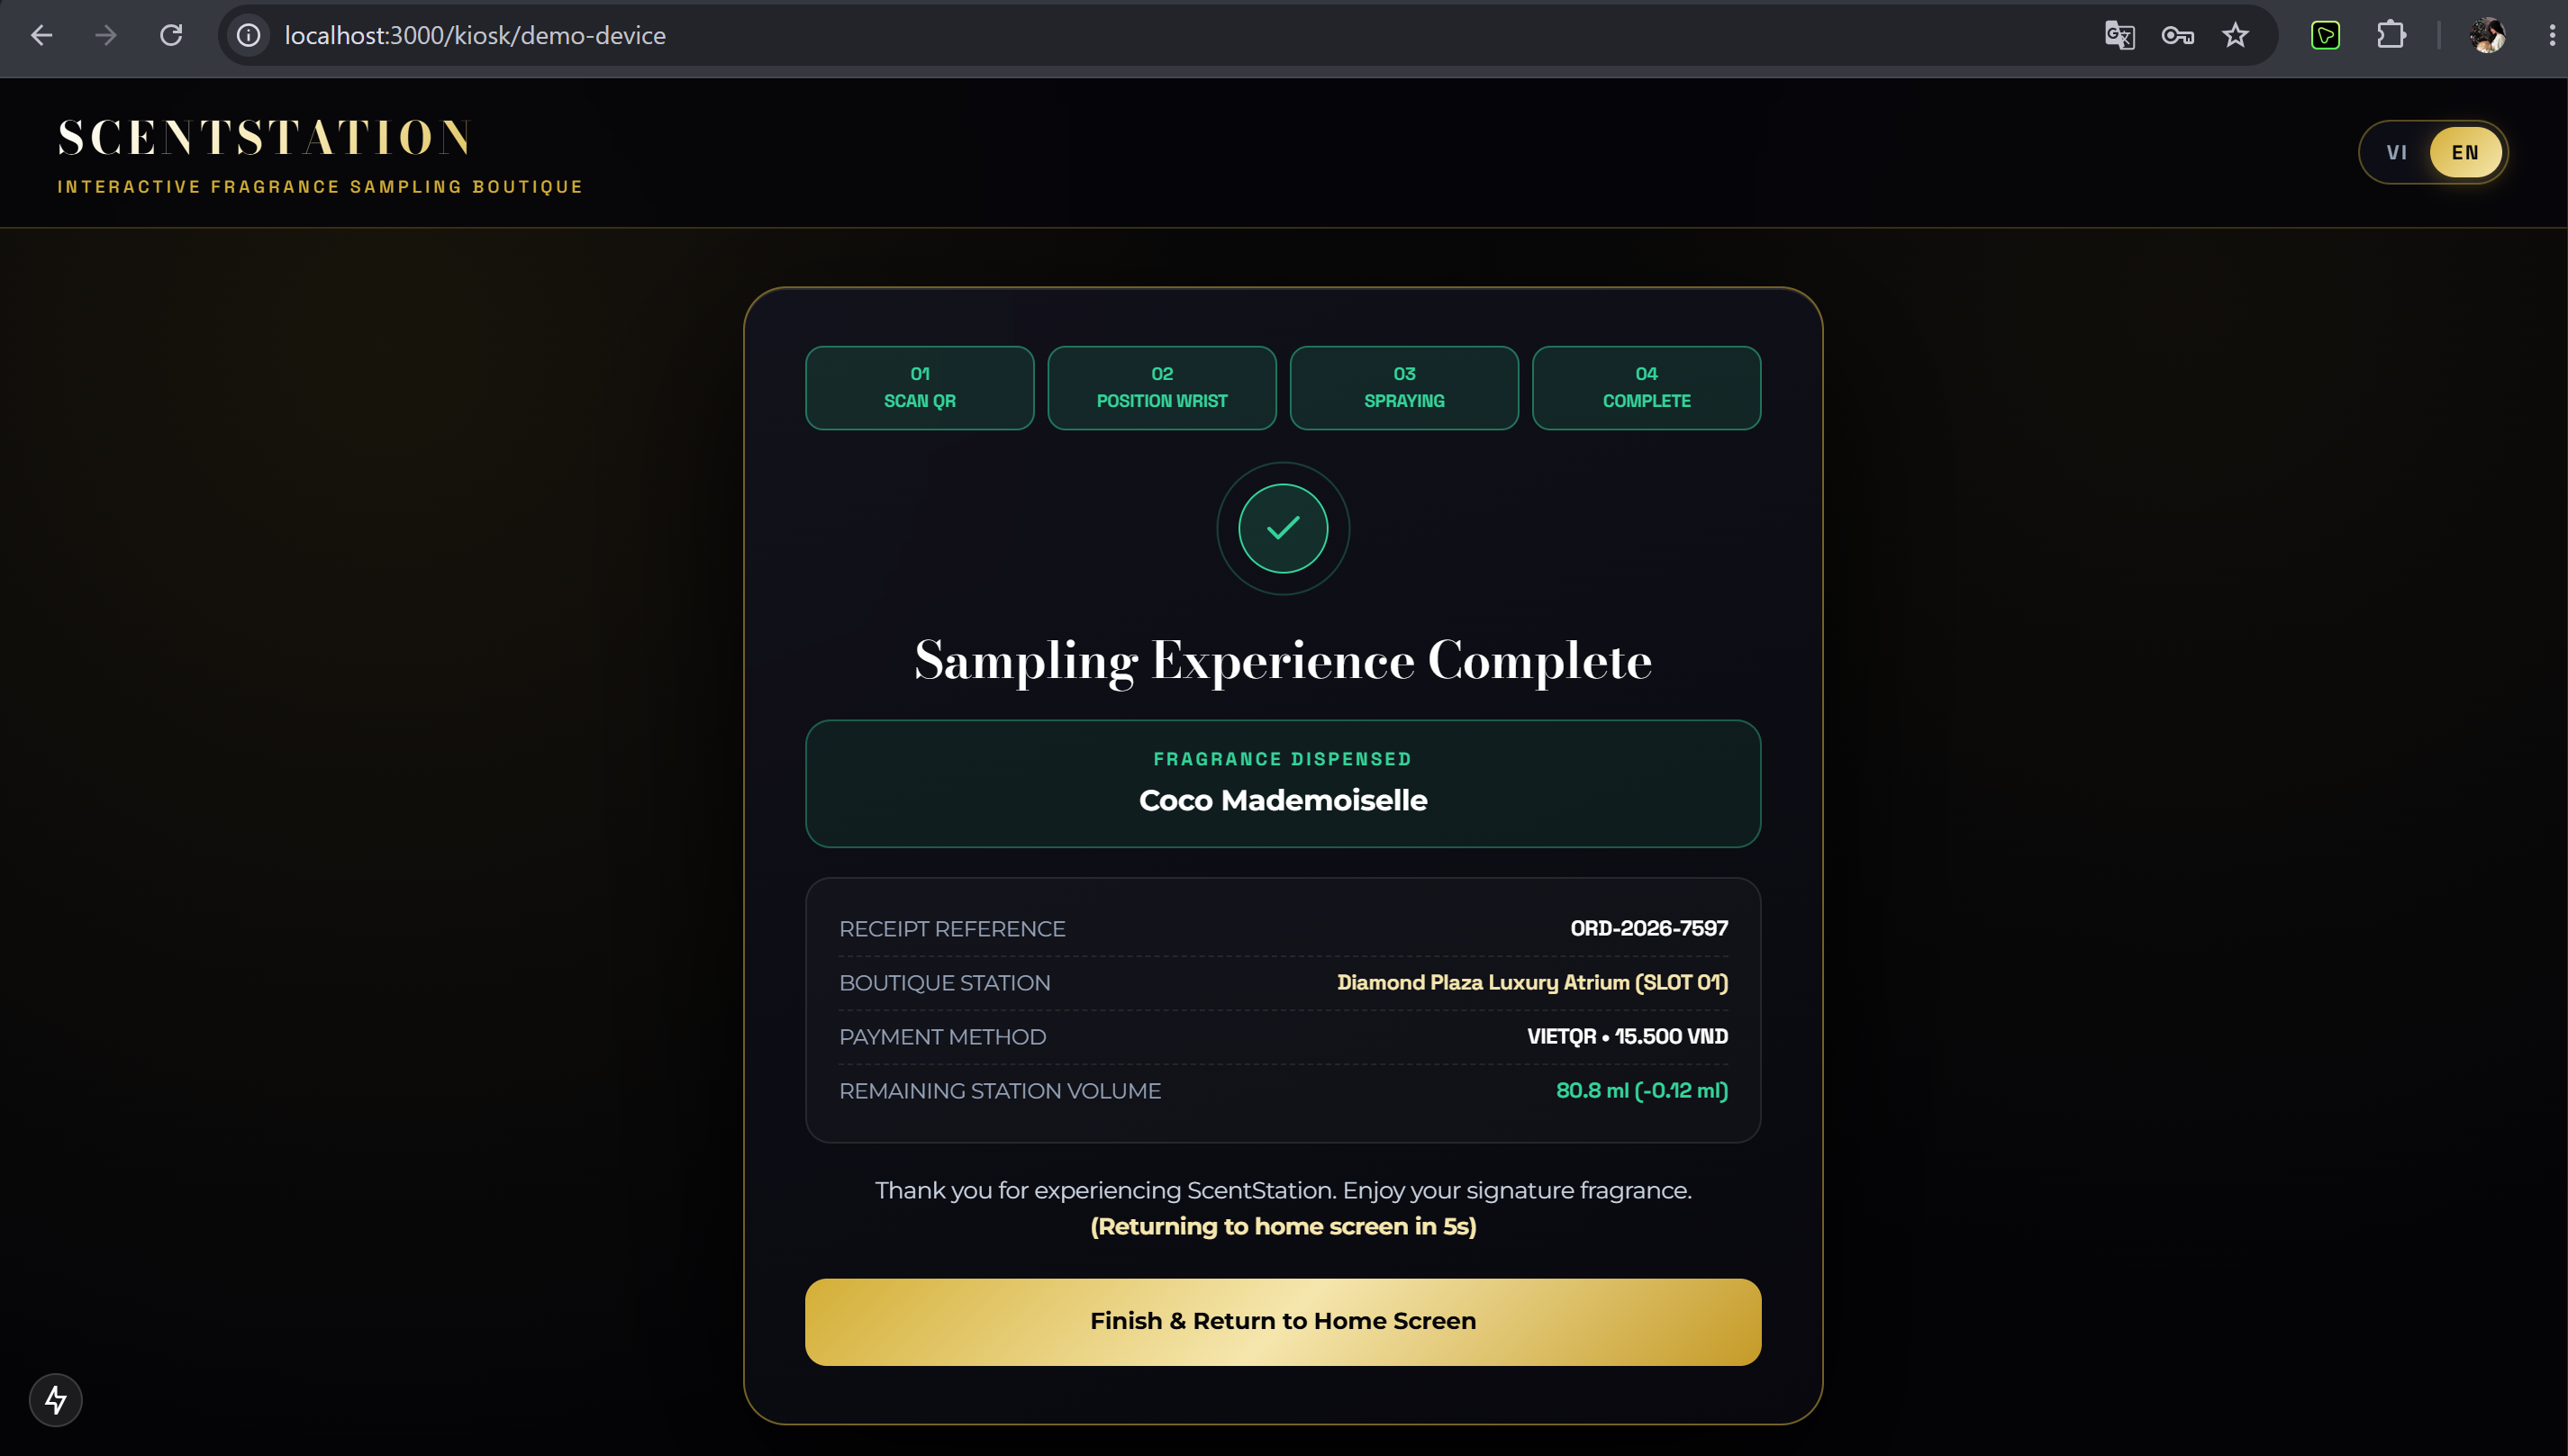 localhost:3000/kiosk/demo-device
SCENTSTATION
INTERACTIVE FRAGRANCE SAMPLING BOUTIQUE
VI EN
01
SCAN QR
02
POSITION WRIST
03
SPRAYING
04
COMPLETE
Sampling Experience Complete
FRAGRANCE DISPENSED
Coco Mademoiselle
RECEIPT REFERENCE ORD-2026-7597
BOUTIQUE STATION Diamond Plaza Luxury Atrium (SLOT 01)
PAYMENT METHOD VIETQR • 15.500 VND
REMAINING STATION VOLUME 80.8 ml (-0.12 ml)
Thank you for experiencing ScentStation. Enjoy your signature fragrance.
(Returning to home screen in 5s)
Finish & Return to Home Screen